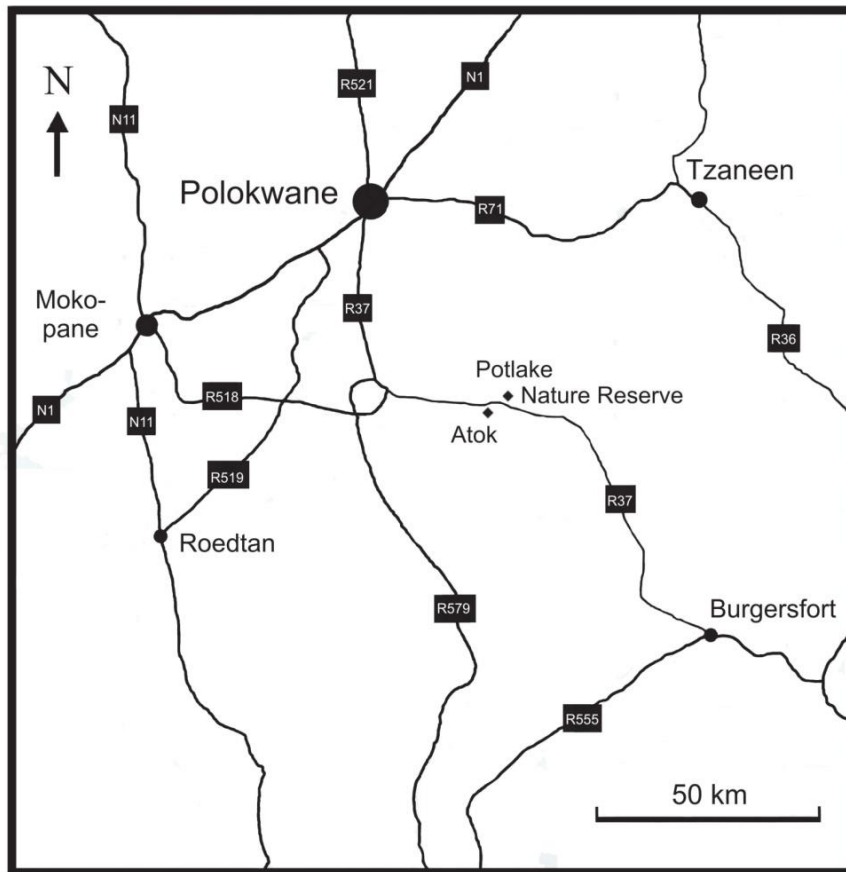 N
R521
N1
N11
Polokwane
Tzaneen
R71
Moko-
pane
R37
R36
Potlake
Nature Reserve
R518
N1
N11
Atok
R519
R37
Roedtan
R579
Burgersfort
R555
50 km